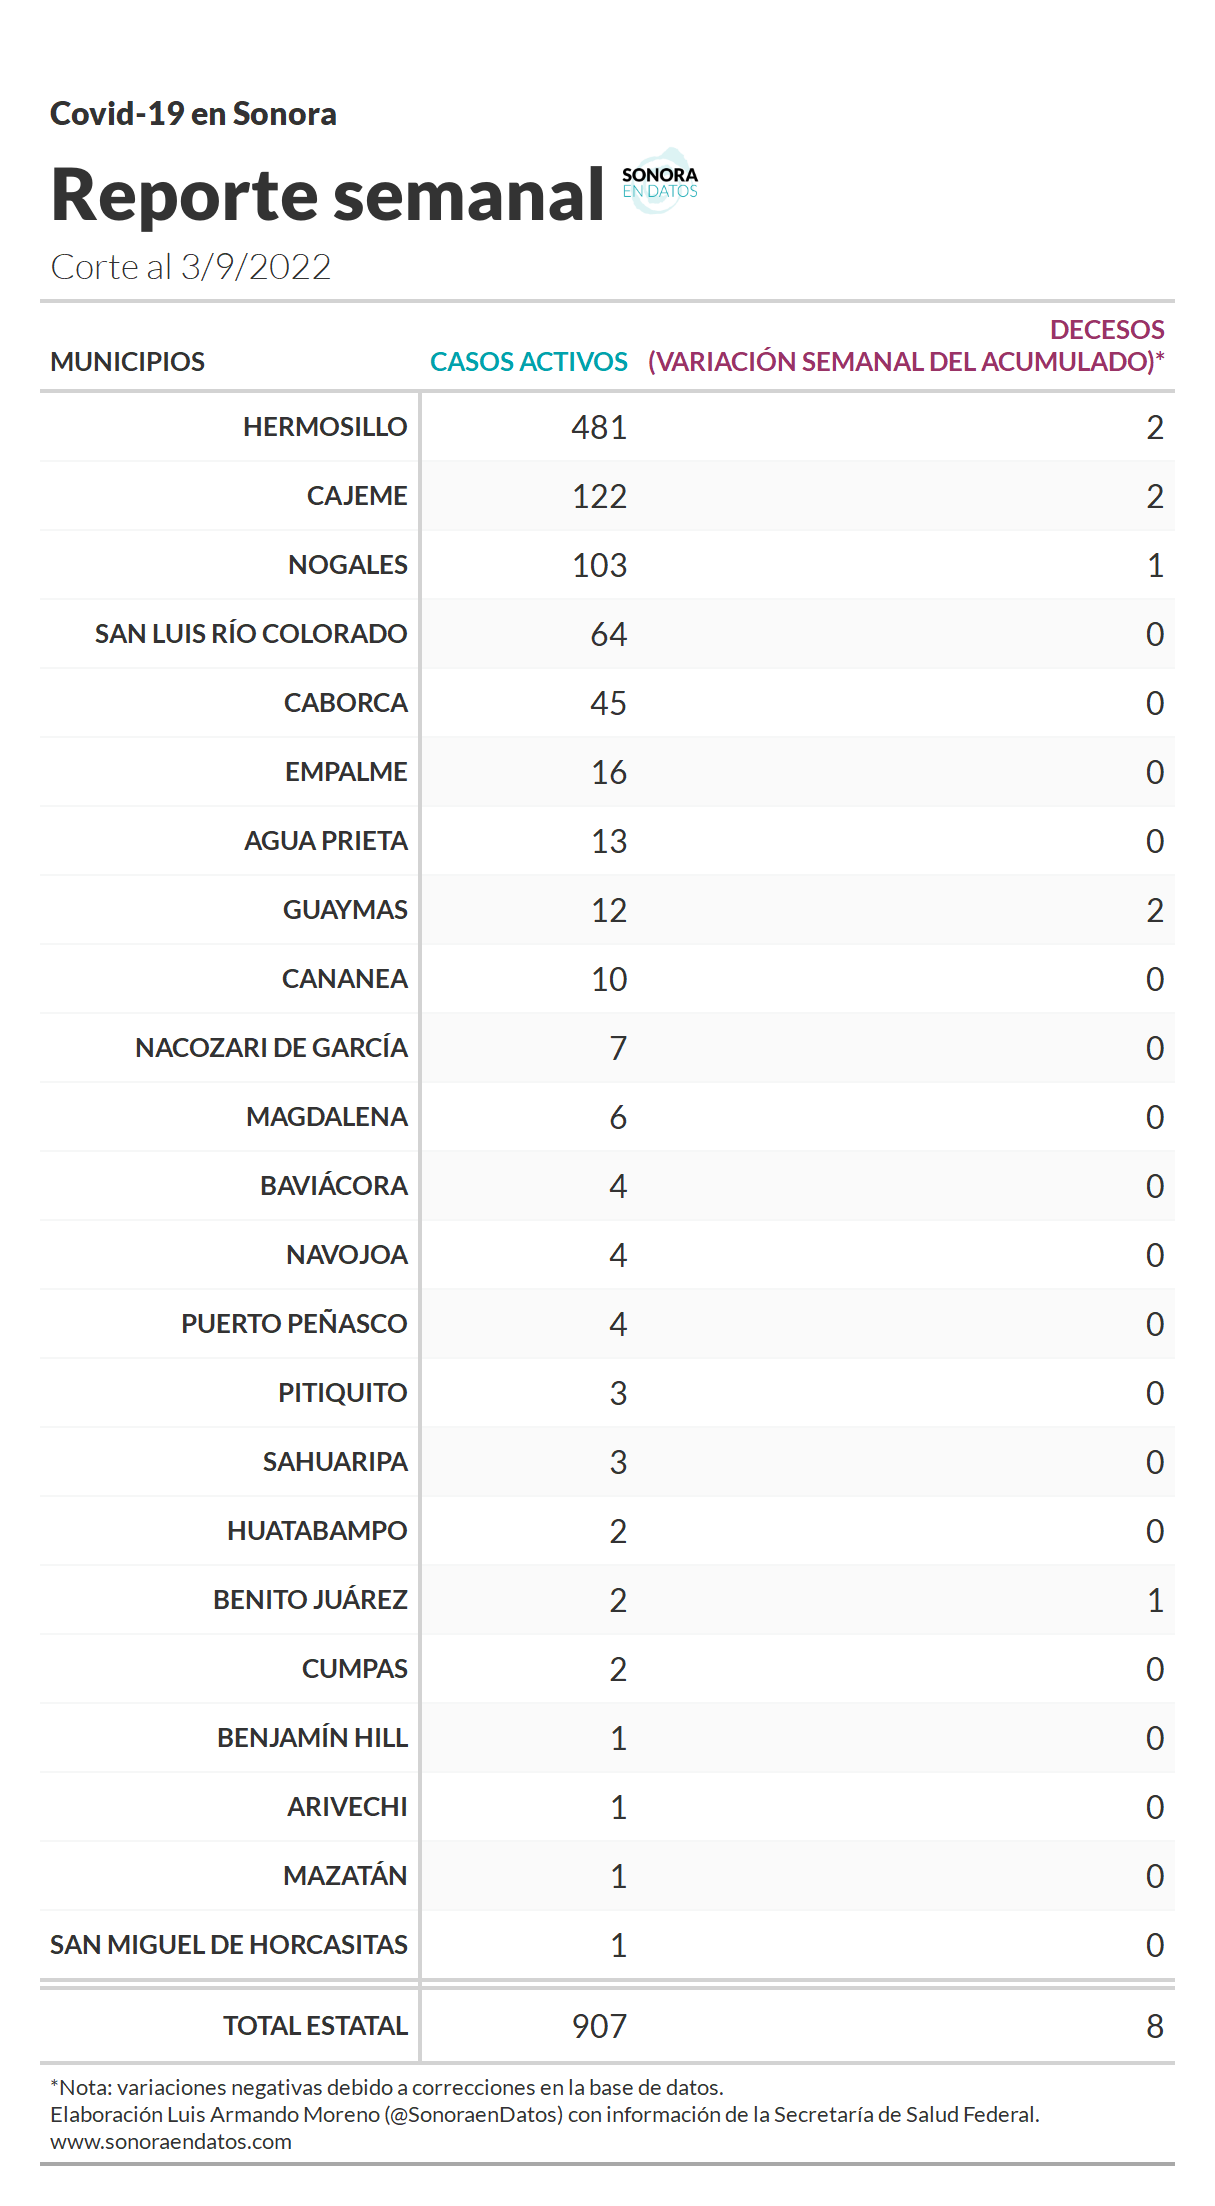 Covid-19 en Sonora
Reporte semanal
SONORA
EN DATOS
Corte al 3/9/2022
DECESOS
MUNICIPIOS CASOS ACTIVOS (VARIACIÓN SEMANAL DEL ACUMULADO)*
HERMOSILLO 481 2
CAJEME 122 2
NOGALES 103 1
SAN LUIS RÍO COLORADO 64 0
CABORCA 45 0
EMPALME 16 0
AGUA PRIETA 13 0
GUAYMAS 12 2
CANANEA 10 0
NACOZARI DE GARCÍA 7 0
MAGDALENA 6 0
BAVIÁCORA 4 0
NAVOJOA 4 0
PUERTO PEÑASCO 4 0
PITIQUITO 3 0
SAHUARIPA 3 0
HUATABAMPO 2 0
BENITO JUÁREZ 2 1
CUMPAS 2 0
BENJAMÍN HILL 1 0
ARIVECHI 1 0
MAZATÁN 1 0
SAN MIGUEL DE HORCASITAS 1 0
TOTAL ESTATAL 907 8
*Nota: variaciones negativas debido a correcciones en la base de datos.
Elaboración Luis Armando Moreno (@SonoraenDatos) con información de la Secretaría de Salud Federal.
www.sonoraendatos.com